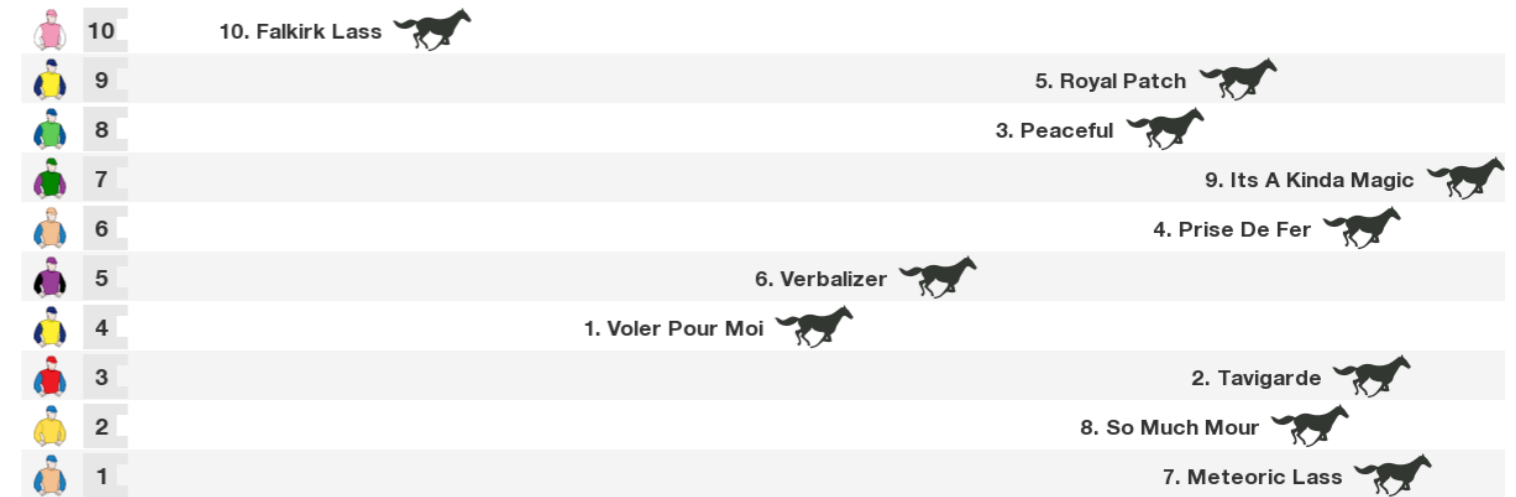 10 10. Falkirk Lass
9 5. Royal Patch
8 3. Peaceful
7 9. Its A Kinda Magic
6 4. Prise De Fer
5 6. Verbalizer
4 1. Voler Pour Moi
3 2. Tavigarde
2 8. So Much Mour
1 7. Meteoric Lass